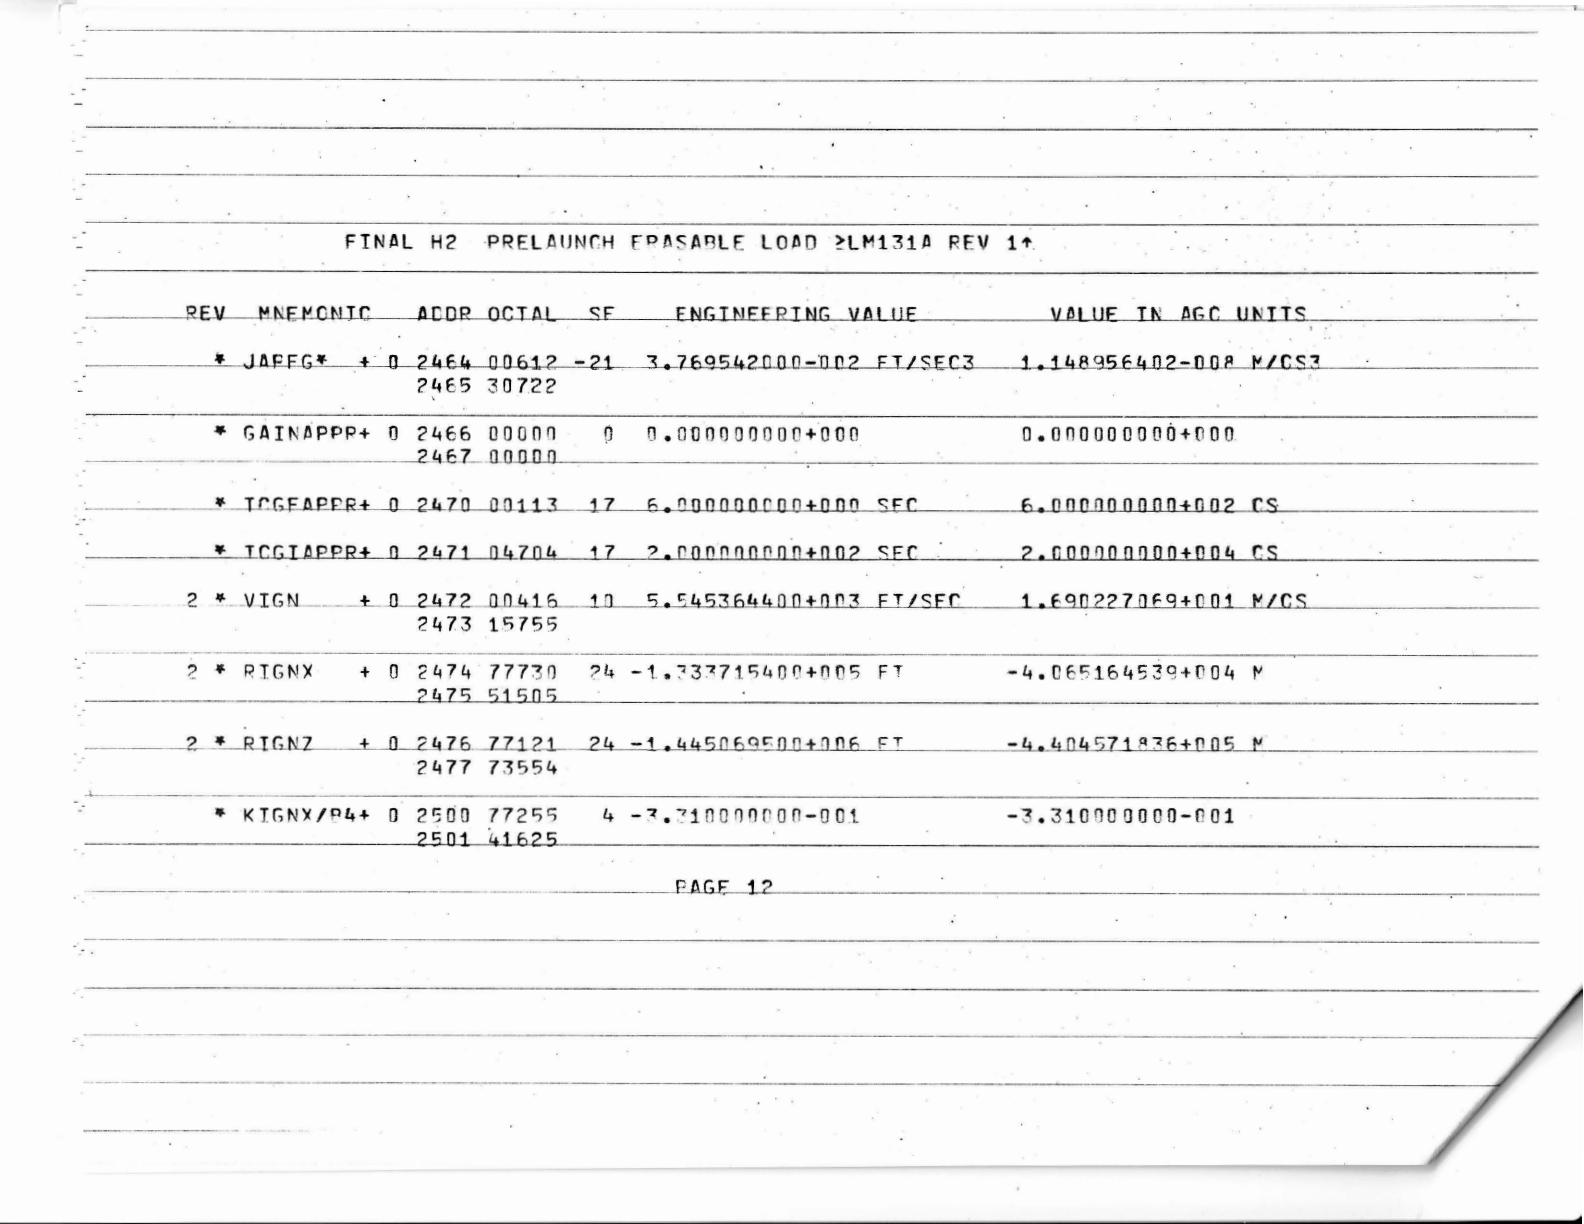 FINAL H2 PRELAUNCH ERASABLE LOAD ≥LM131A REV 1↑
REV MNEMONIC ADDR OCTAL SF ENGINEERING VALUE VALUE IN AGC UNITS
* JAPFG* + 0 2464 00612 -21 3.769542000-002 FT/SEC3 1.148956402-008 M/CS3
2465 30722
* GAINAPPR+ 0 2466 00000 0 0.000000000+000 0.000000000+000
2467 00000
* TCGFAPPR+ 0 2470 00113 17 6.000000000+000 SEC 6.000000000+002 CS
* TCGIAPPR+ 0 2471 04704 17 2.000000000+002 SEC 2.000000000+004 CS
2 * VIGN + 0 2472 00416 10 5.545364400+003 FT/SEC 1.690227069+001 M/CS
2473 15755
2 * RIGNX + 0 2474 77730 24 -1.333715400+005 FT -4.065164539+004 M
2475 51505
2 * RIGNZ + 0 2476 77121 24 -1.445069500+006 FT -4.404571836+005 M
2477 73554
* KIGNX/B4+ 0 2500 77255 4 -3.310000000-001 -3.310000000-001
2501 41625
PAGE 12